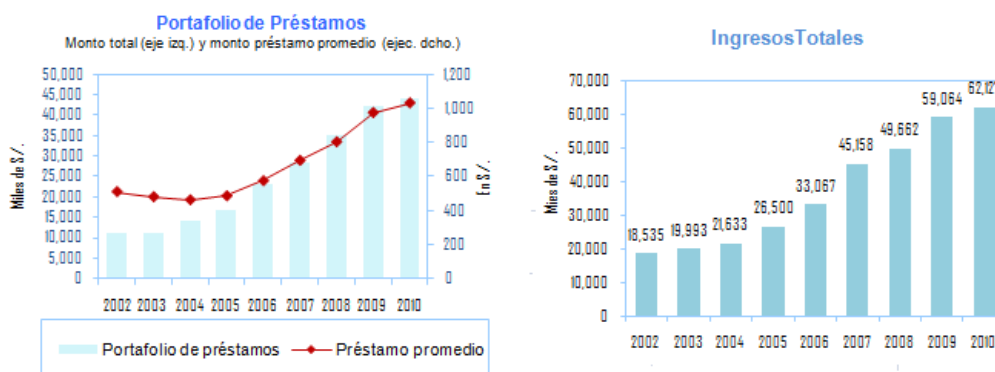 Portafolio de Préstamos
Monto total (eje izq.) y monto préstamo promedio (ejec. dcho.)
50,000
45,000
40,000
35,000
30,000
25,000
20,000
15,000
10,000
5,000
0
Miles de S/.
1,200
1,000
800
600
400
200
0
En S/.
2002 2003 2004 2005 2006 2007 2008 2009 2010
Portafolio de préstamos Préstamo promedio
IngresosTotales
70,000
60,000
50,000
40,000
30,000
20,000
10,000
0
Mies de S/.
18,535 19,993 21,633 26,500 33,067 45,158 49,662 59,064
2002 2003 2004 2005 2006 2007 2008 2009 2010